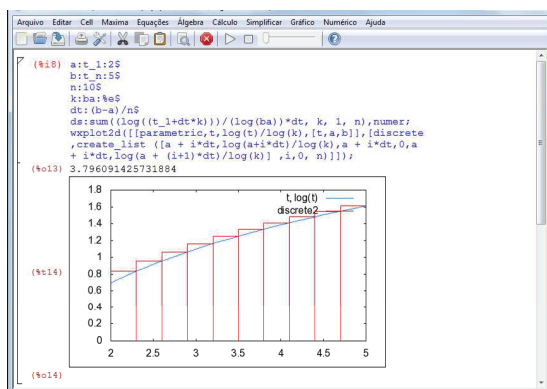 Arquivo Editar Cell Maxima Equações Álgebra Cálculo Simplificar Gráfico Numérico Ajuda
(%i8) a:t_1:2$
b:t_n:5$
n:10$
k:ba:%e$
dt:(b-a)/n$
ds:sum((log((t_1+dt*k)))/(log(ba))*dt, k, 1, n),numer;
wxplot2d([[parametric,t,log(t)/log(k),[t,a,b]],[discrete
,create_list ([a + i*dt,log(a+i*dt)/log(k),a + i*dt,0,a
+ i*dt,log(a + (i+1)*dt)/log(k)] ,i,0, n)]]);
(%o13) 3.796091425731884
(%t14)
1.8
1.6
1.4
1.2
1
0.8
0.6
0.4
0.2
0
t, log(t)
discrete2
2 2.5 3 3.5 4 4.5 5
(%o14)